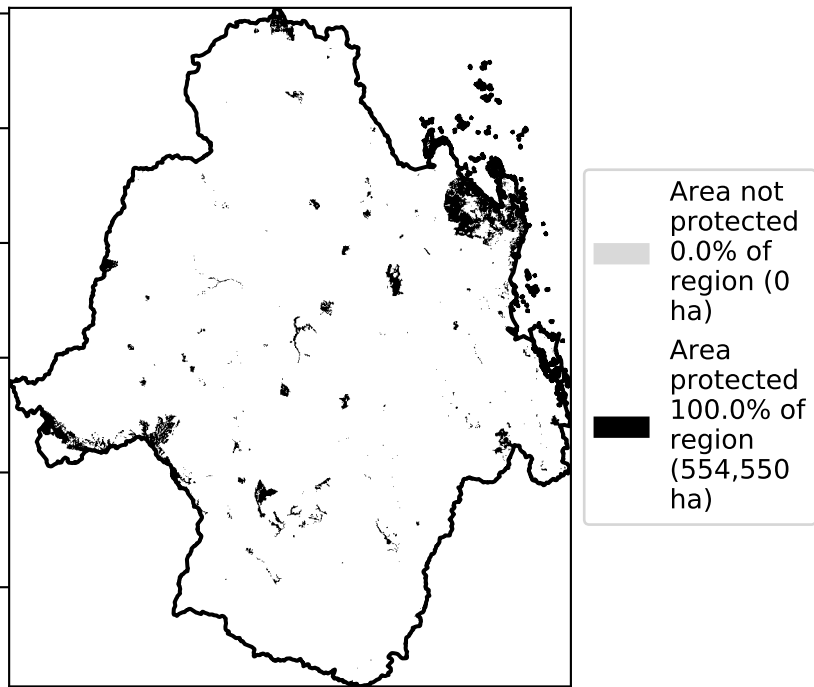 Area not
protected
0.0% of
region (0
ha)
Area
protected
100.0% of
region
(554,550
ha)